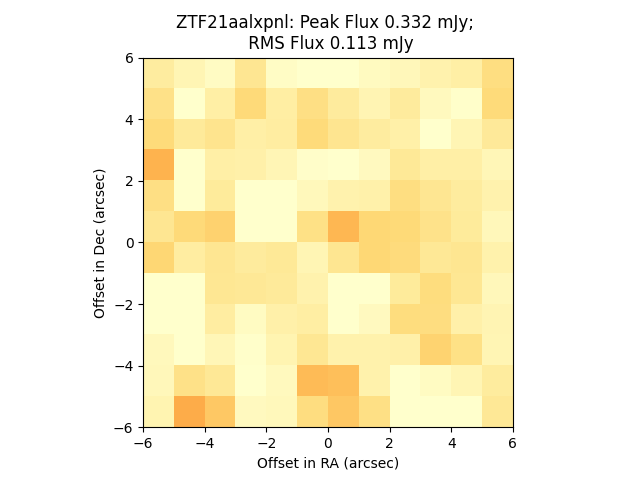 ZTF21aalxpnl: Peak Flux 0.332 mJy;
RMS Flux 0.113 mJy
6
4
2
0
−2
−4
−6
Offset in Dec (arcsec)
−6 −4 −2 0 2 4 6
Offset in RA (arcsec)